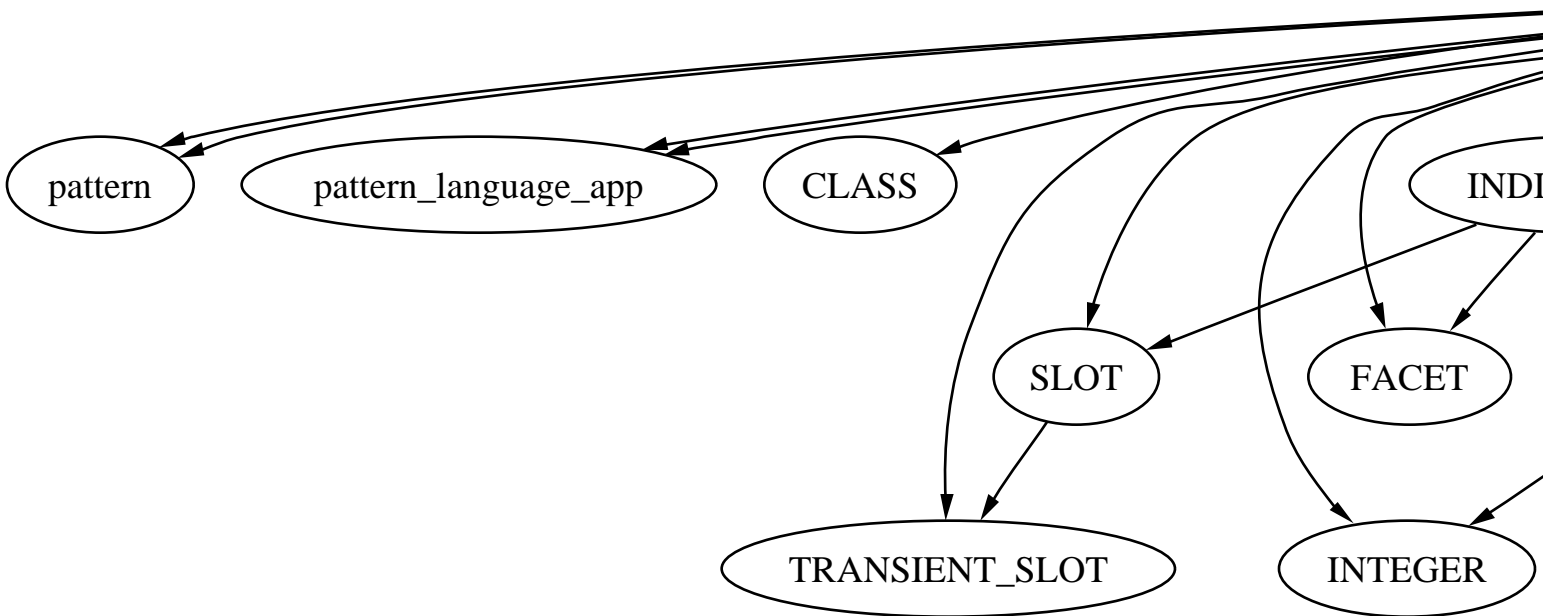 pattern
pattern_language_app
CLASS
SLOT
FACET
TRANSIENT_SLOT
INTEGER